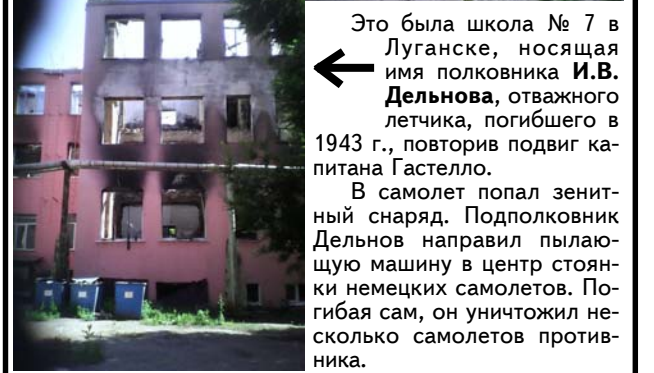 Это была школа № 7 в
Луганске, носящая
имя полковника И.В.
Дельнова, отважного
летчика, погибшего в
1943 г., повторив подвиг ка-
питана Гастелло.
В самолет попал зенит-
ный снаряд. Подполковник
Дельнов направил пылаю-
щую машину в центр стоян-
ки немецких самолетов. По-
гибая сам, он уничтожил не-
сколько самолетов против-
ника.